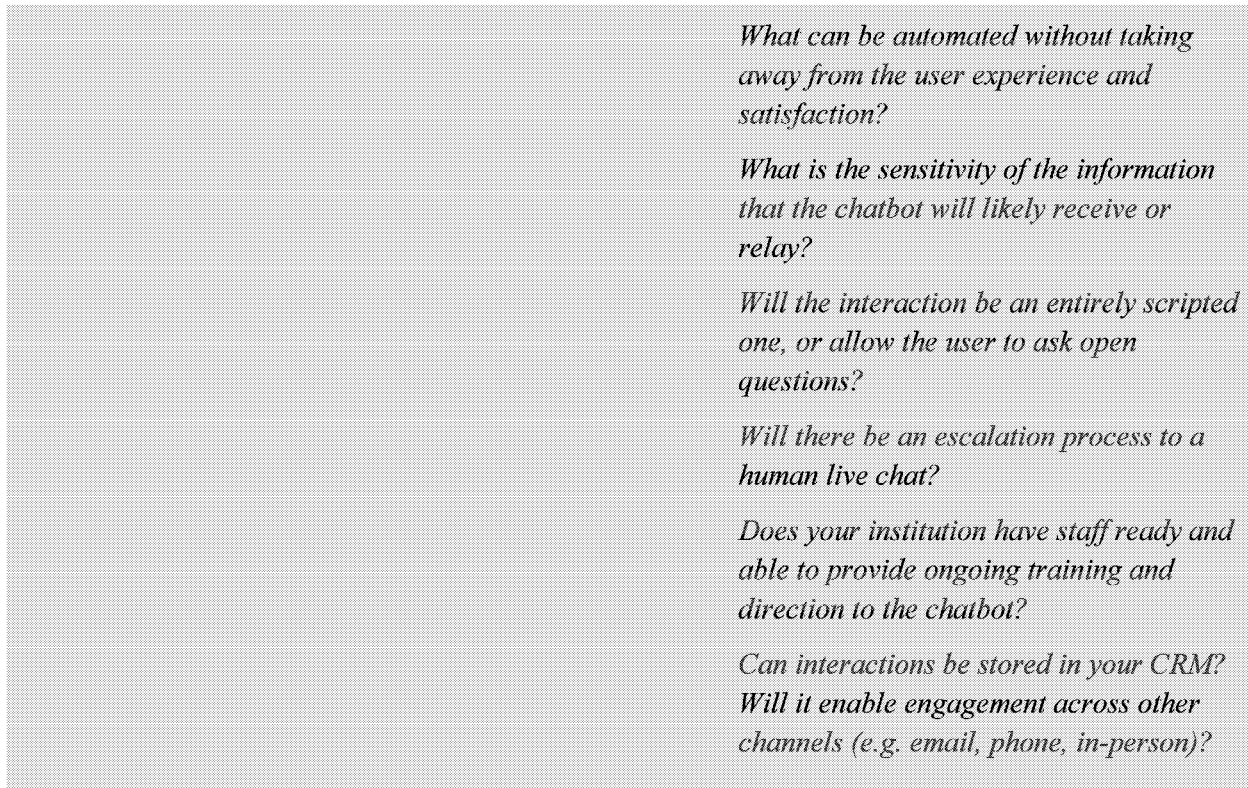 What can be automated without taking
away from the user experience and
satisfaction?
What is the sensitivity of the information
that the chatbot will likely receive or
relay?
Will the interaction be an entirely scripted
one, or allow the user to ask open
questions?
Will there be an escalation process to a
human live chat?
Does your institution have staff ready and
able to provide ongoing training and
direction to the chatbot?
Can interactions be stored in your CRM?
Will it enable engagement across other
channels (e.g. email, phone, in-person)?